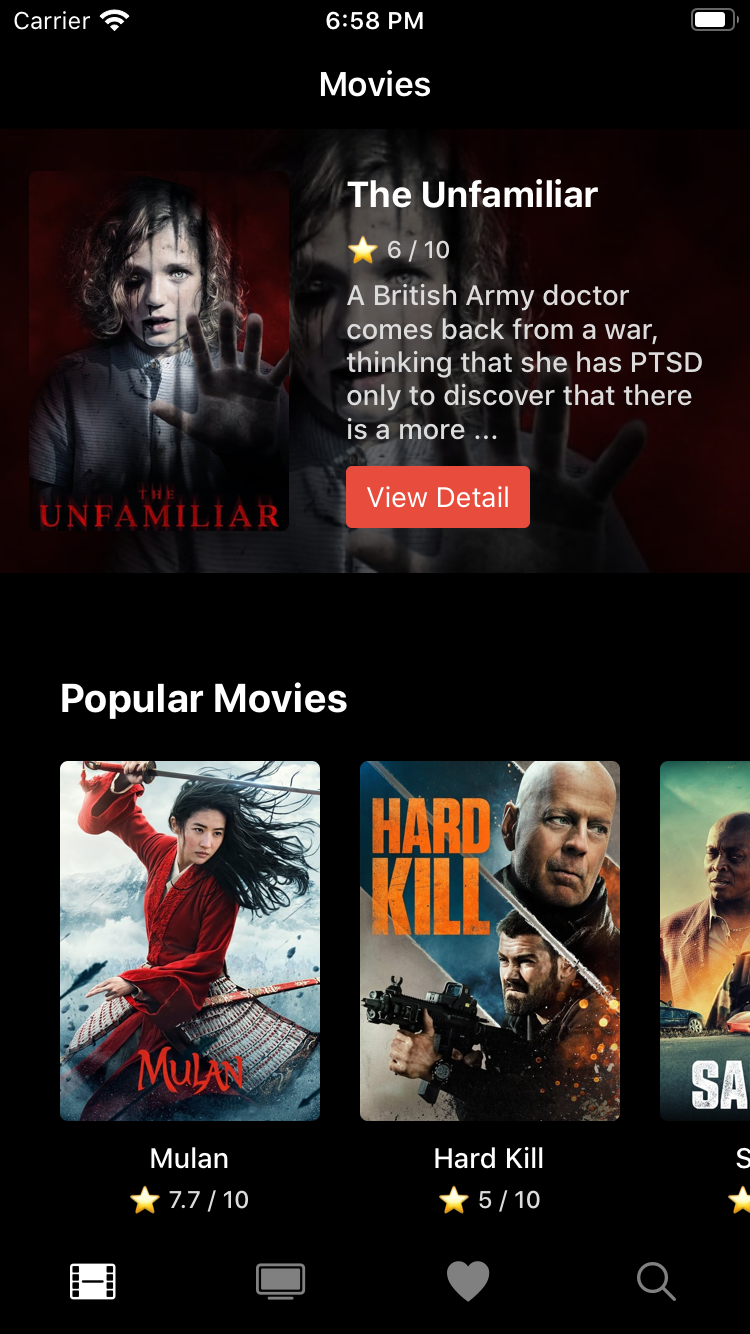 Carrier 6:58 PM
Movies
The Unfamiliar
6 / 10
A British Army doctor
comes back from a war,
thinking that she has PTSD
only to discover that there
is a more ...
View Detail
THE
UNFAMILIAR
Popular Movies
HARD
KILL
MULAN
SA
Mulan
Hard Kill
S
7.7 / 10
5 / 10